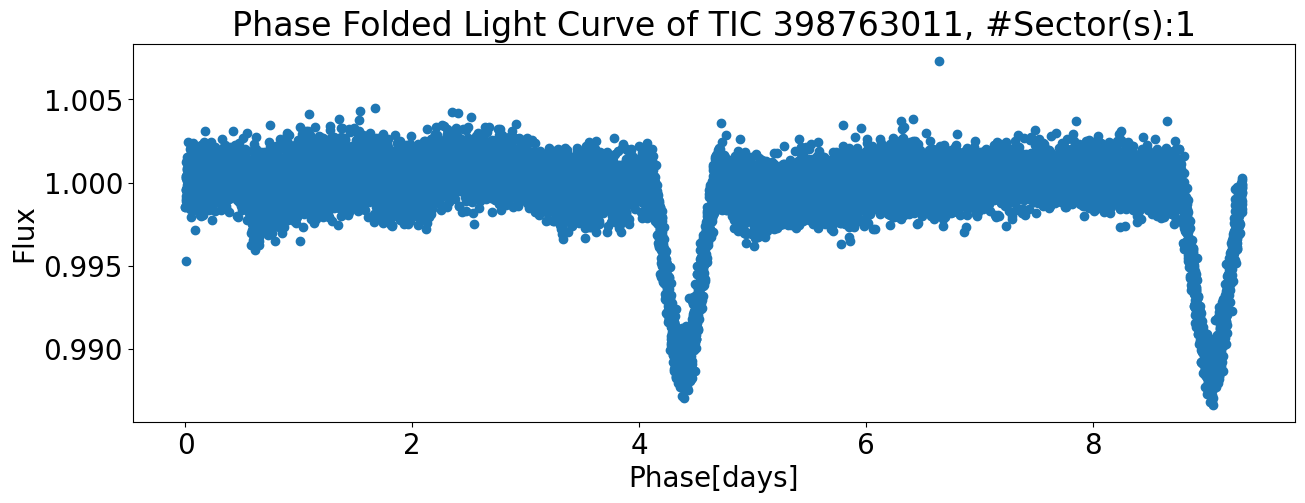 Phase Folded Light Curve of TIC 398763011, #Sector(s):1
1.005
1.000
0.995
0.990
Flux
0 2 4 6 8
Phase[days]